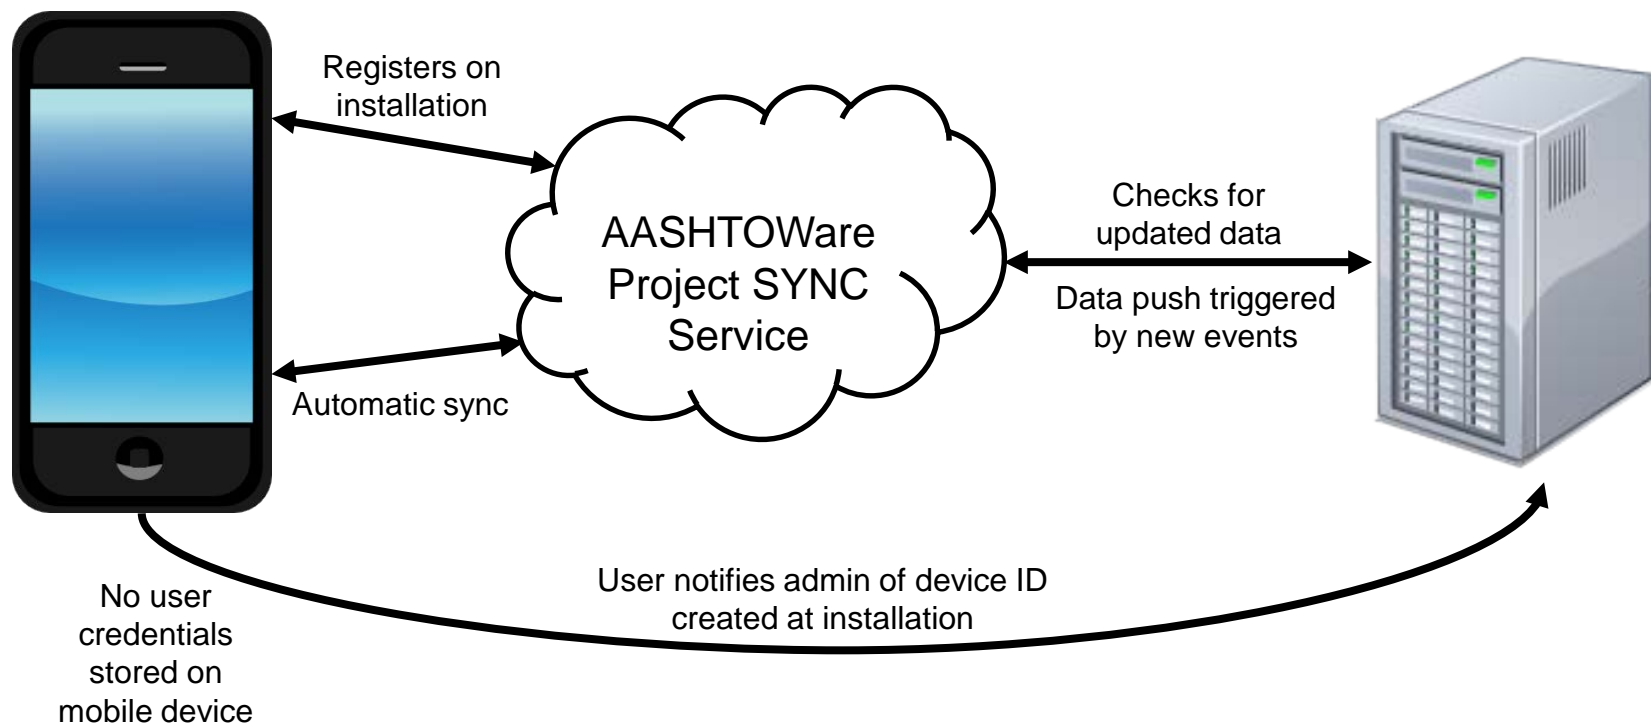 Registers on
installation
AASHTOWare
Project SYNC
Service
Checks for
updated data
Data push triggered
by new events
Automatic sync
User notifies admin of device ID
created at installation
No user
credentials
stored on
mobile device